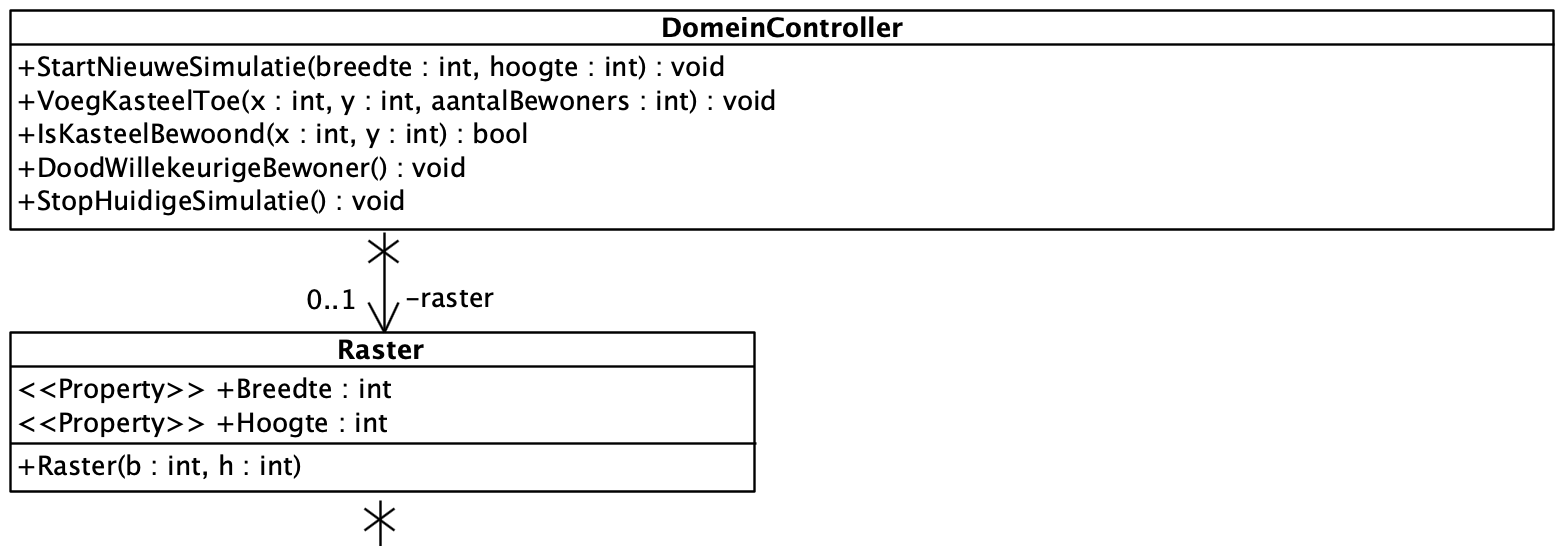 DomeinController
+StartNieuweSimulatie(breedte : int, hoogte : int) : void
+VoegKasteelToe(x : int, y : int, aantalBewoners : int) : void
+IsKasteelBewoond(x : int, y : int) : bool
+DoodWillekeurigeBewoner() : void
+StopHuidigeSimulatie() : void
0..1 -raster
Raster
<<Property>> +Breedte : int
<<Property>> +Hoogte : int
+Raster(b : int, h : int)